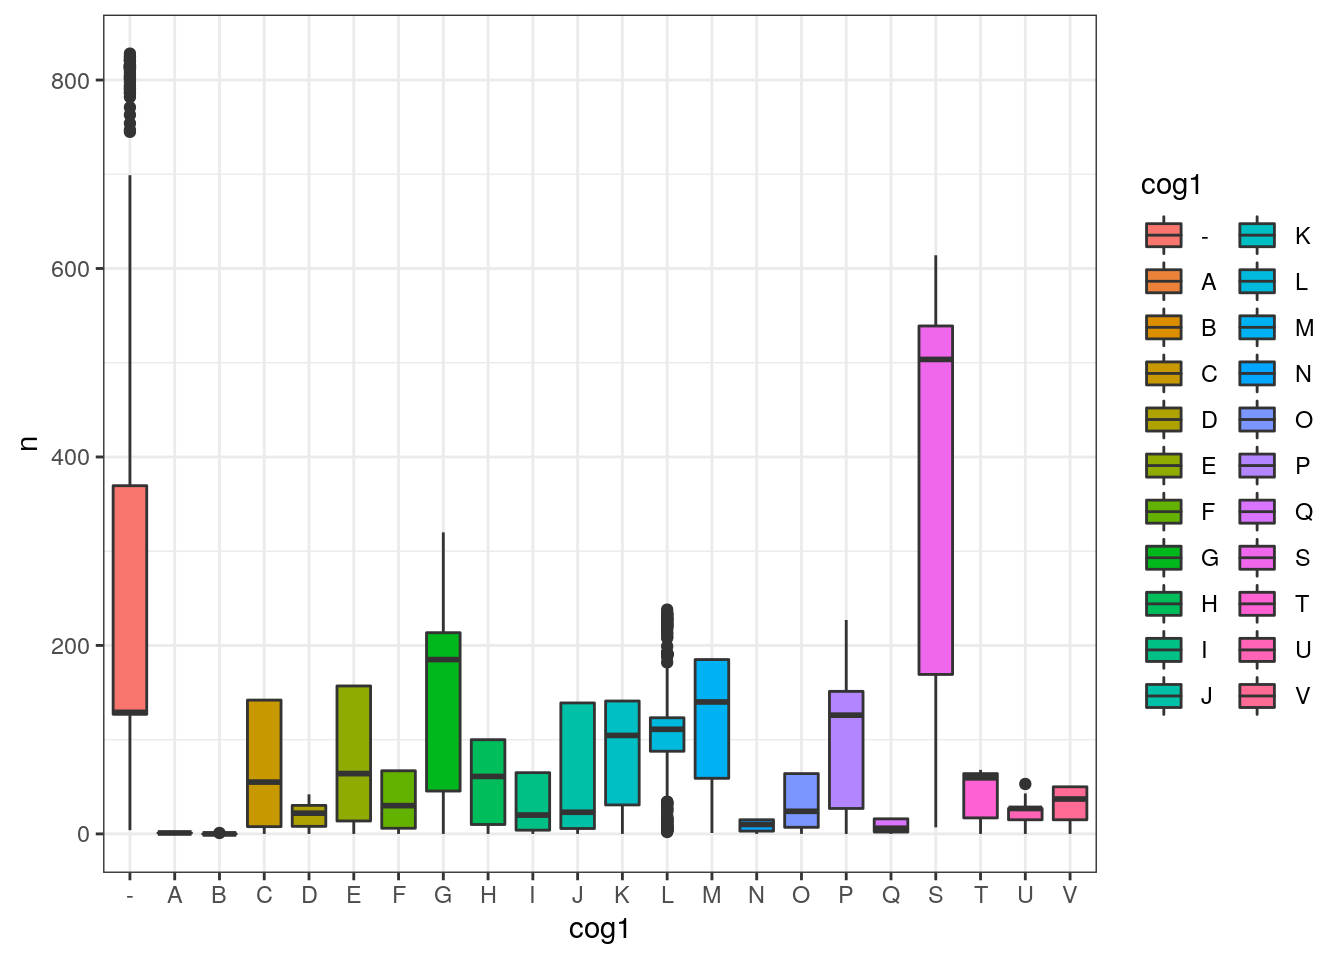 800
600
400
200
0
n
- A B C D E F G H I J K L M N O P Q S T U V
cog1
cog1
- K
A L
B M
C N
D O
E P
F Q
G S
H T
I U
J V